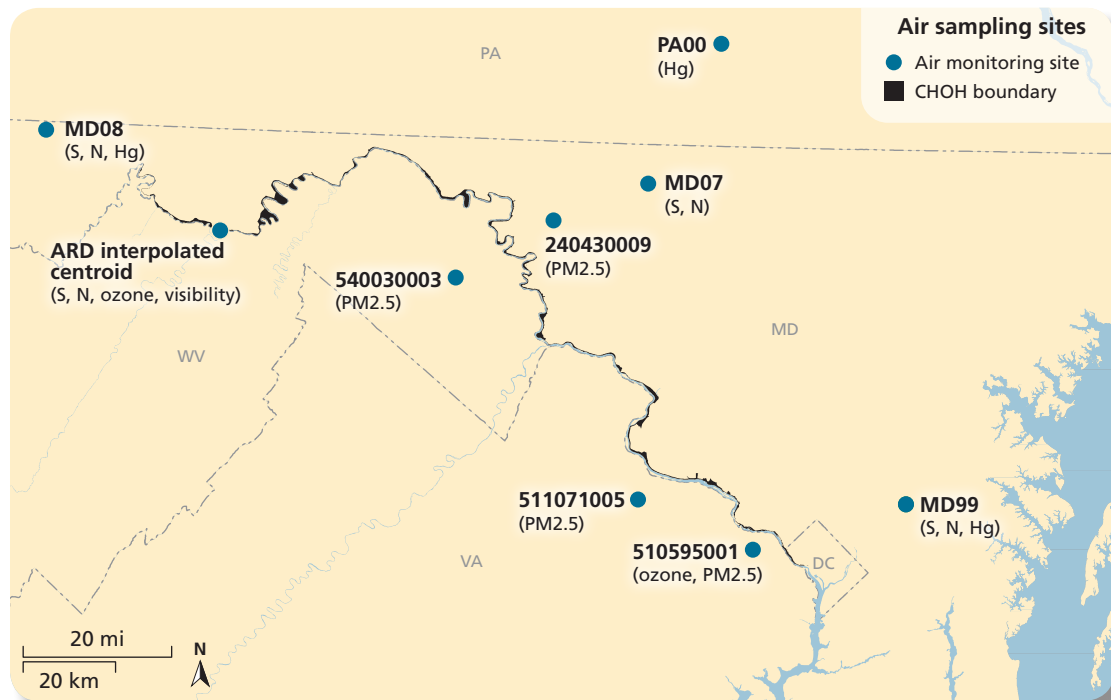 Air sampling sites
Air monitoring site
CHOH boundary
PA
PA00
(Hg)
MD08
(S, N, Hg)
MD07
(S, N)
240430009
(PM2.5)
ARD interpolated
centroid
(S, N, ozone, visibility)
540030003
(PM2.5)
WV
MD
511071005
(PM2.5)
MD99
(S, N, Hg)
510595001
(ozone, PM2.5)
VA
DC
20 mi
20 km
N